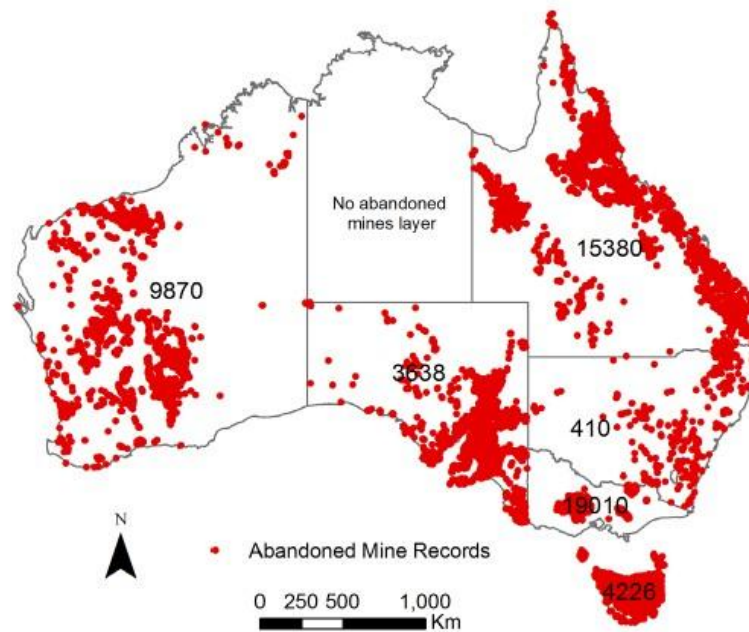 No abandoned
mines layer
15380
9870
3638
410
19010
4226
N
Abandoned Mine Records
0 250 500 1,000
Km